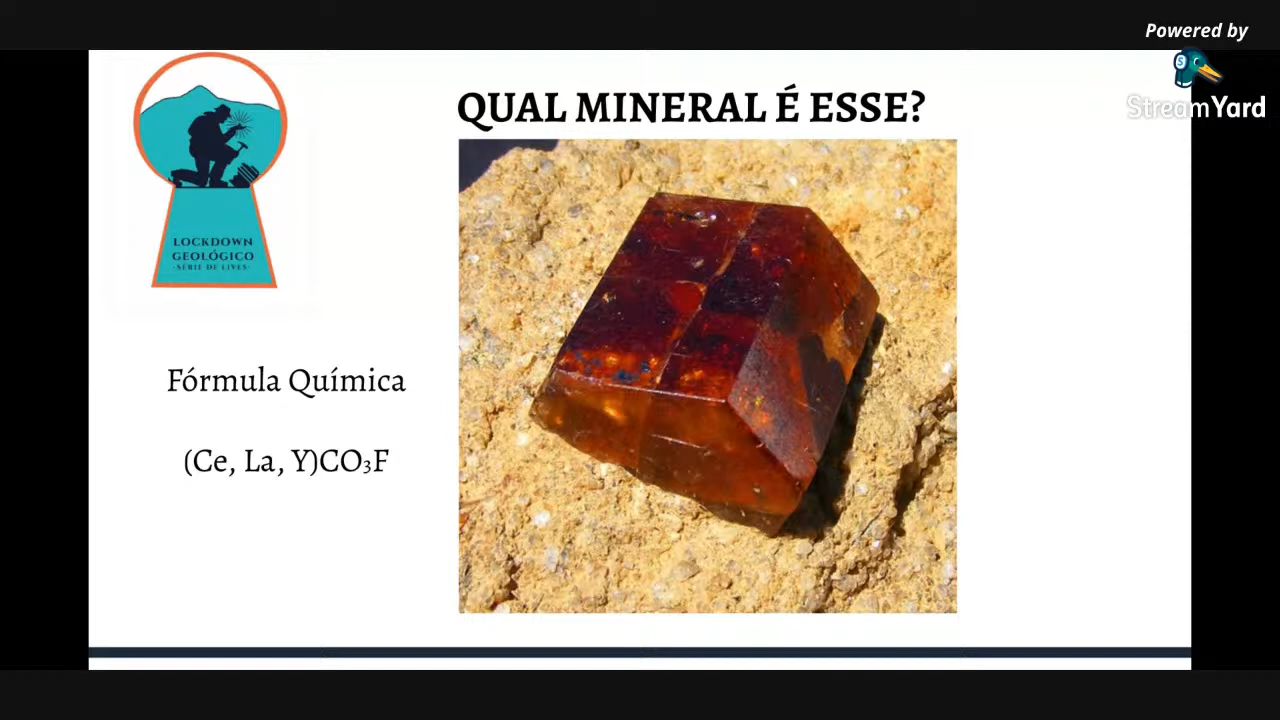 Powered by
StreamYard
QUAL MINERAL É ESSE?
LOCKDOWN
GEOLÓGICO
-SÉRIE DE LIVES-
Fórmula Química
(Ce, La, Y)CO₃F